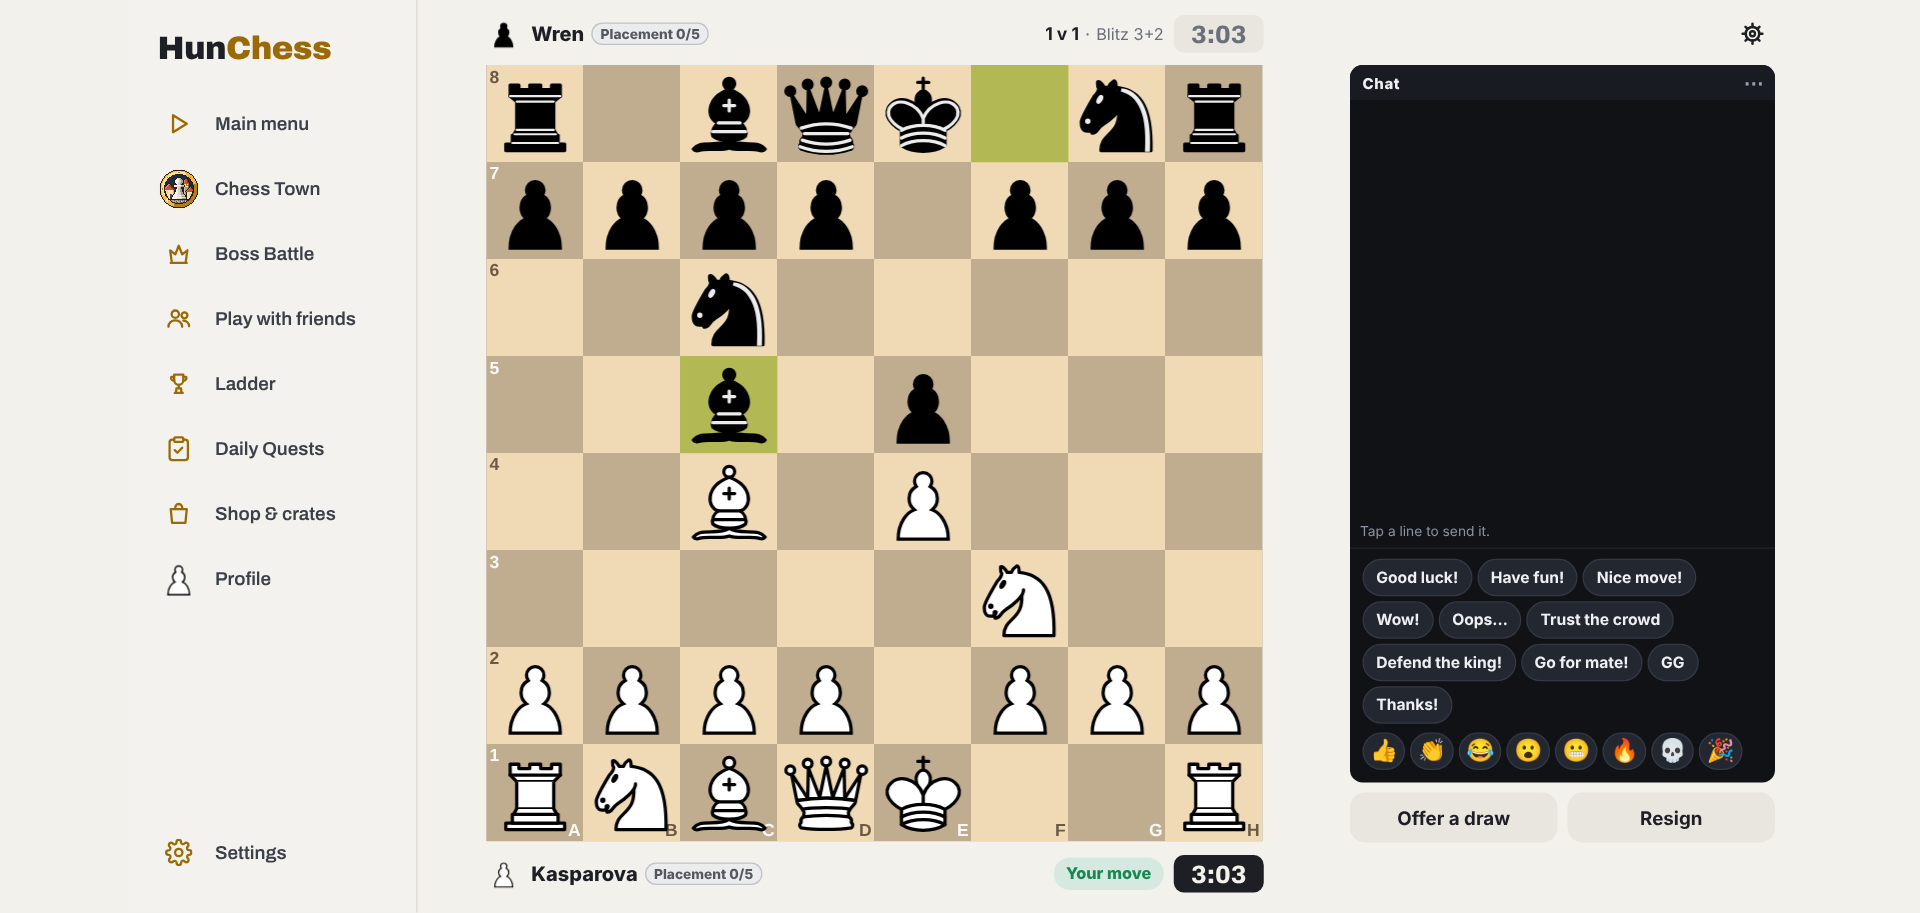 HunChess
Main menu
Chess Town
Boss Battle
Play with friends
Ladder
Daily Quests
Shop & crates
Profile
Settings
Wren Placement 0/5
1 v 1 · Blitz 3+2 3:03
8
7
6
5
4
3
2
1
A B C D E F G H
Kasparova Placement 0/5
Your move 3:03
Chat
Tap a line to send it.
Good luck! Have fun! Nice move!
Wow! Oops... Trust the crowd
Defend the king! Go for mate! GG
Thanks!
Offer a draw Resign